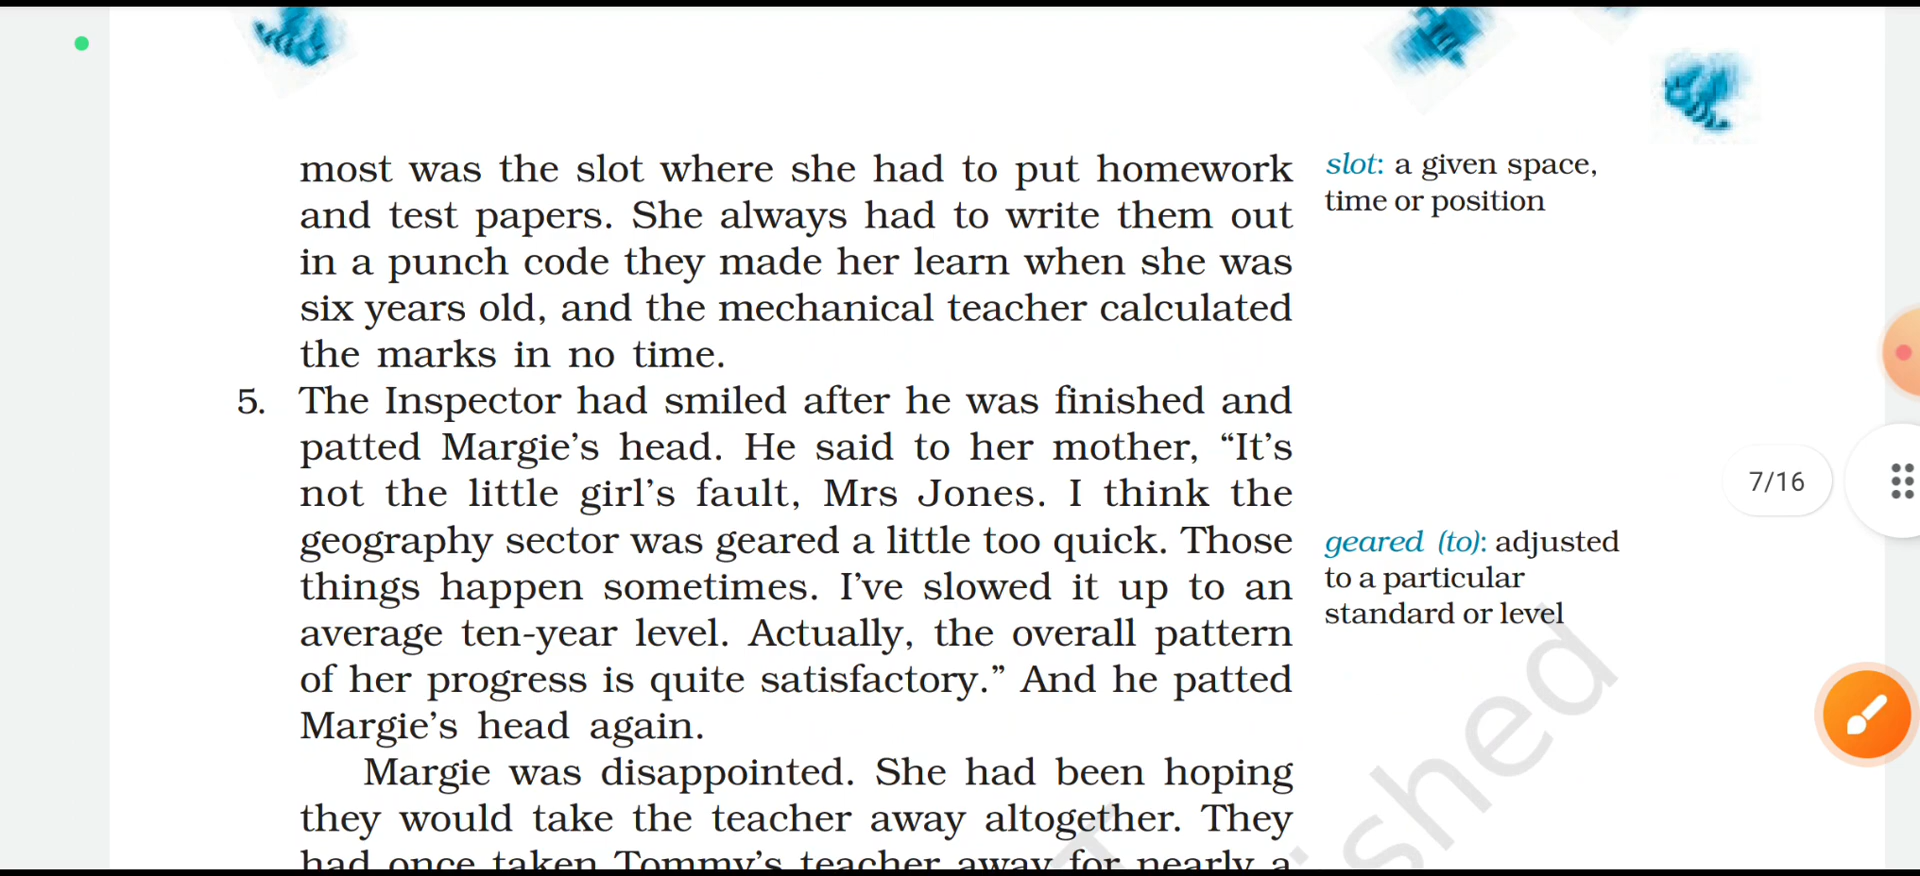 most was the slot where she had to put homework
and test papers. She always had to write them out
in a punch code they made her learn when she was
six years old, and the mechanical teacher calculated
the marks in no time.
5. The Inspector had smiled after he was finished and
patted Margie’s head. He said to her mother, “It’s
not the little girl’s fault, Mrs Jones. I think the
geography sector was geared a little too quick. Those
things happen sometimes. I’ve slowed it up to an
average ten-year level. Actually, the overall pattern
of her progress is quite satisfactory.” And he patted
Margie’s head again.
Margie was disappointed. She had been hoping
they would take the teacher away altogether. They
had once taken Tommy’s teacher away for nearly a
slot: a given space,
time or position
geared (to): adjusted
to a particular
standard or level
7/16
shed